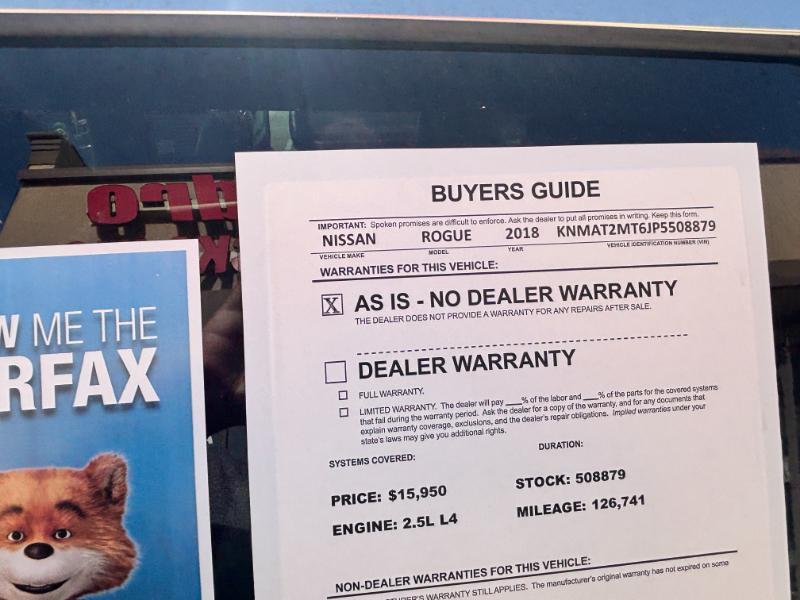 BUYERS GUIDE
IMPORTANT: Spoken promises are difficult to enforce. Ask the dealer to put all promises in writing. Keep this form.
NISSAN ROGUE 2018 KNMAT2MT6JP5508879
VEHICLE MAKE MODEL YEAR VEHICLE IDENTIFICATION NUMBER (VIN)
WARRANTIES FOR THIS VEHICLE:
X AS IS - NO DEALER WARRANTY
THE DEALER DOES NOT PROVIDE A WARRANTY FOR ANY REPAIRS AFTER SALE.
DEALER WARRANTY
FULL WARRANTY.
LIMITED WARRANTY. The dealer will pay ___% of the labor and ___% of the parts for the covered systems
that fail during the warranty period. Ask the dealer for a copy of the warranty, and for any documents that
explain warranty coverage, exclusions, and the dealer's repair obligations. Implied warranties under your
state's laws may give you additional rights.
SYSTEMS COVERED: DURATION:
PRICE: $15,950 STOCK: 508879
ENGINE: 2.5L L4 MILEAGE: 126,741
NON-DEALER WARRANTIES FOR THIS VEHICLE:
WARRANTY STILL APPLIES. The manufacturer's original warranty has not expired on some
W ME THE
RFAX